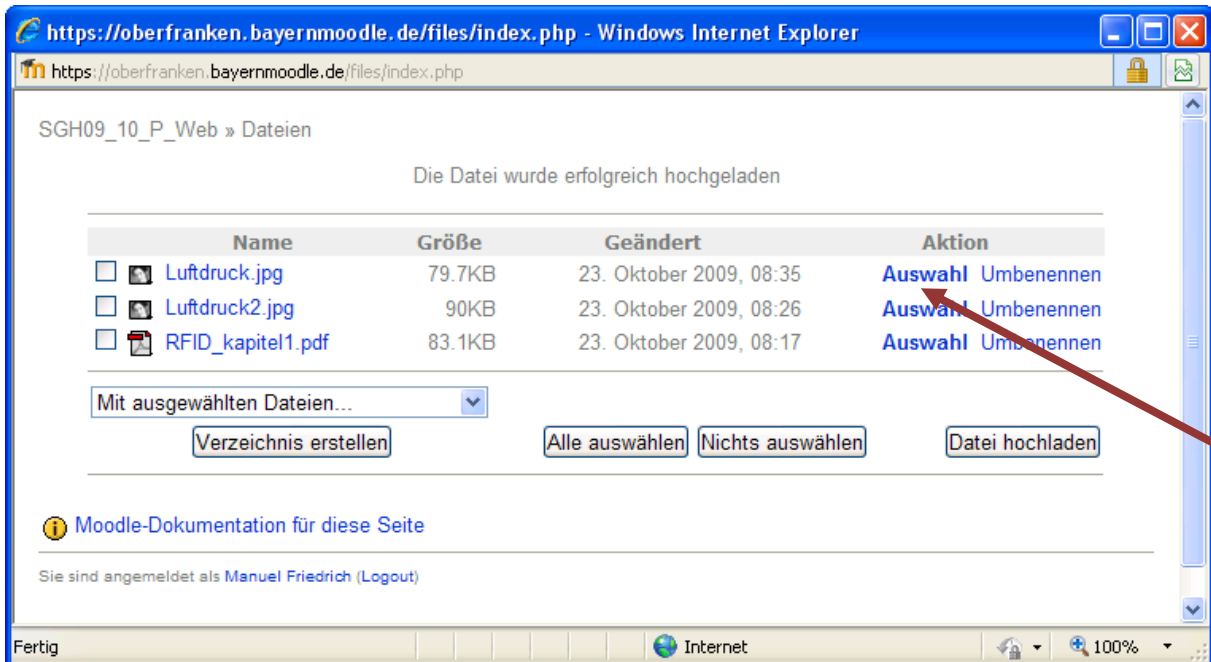 https://oberfranken.bayernmoodle.de/files/index.php - Windows Internet Explorer
https://oberfranken.bayernmoodle.de/files/index.php
SGH09_10_P_Web » Dateien
Die Datei wurde erfolgreich hochgeladen
Name Größe Geändert Aktion
Luftdruck.jpg 79.7KB 23. Oktober 2009, 08:35 Auswahl Umbenennen
Luftdruck2.jpg 90KB 23. Oktober 2009, 08:26 Auswahl Umbenennen
RFID_kapitel1.pdf 83.1KB 23. Oktober 2009, 08:17 Auswahl Umbenennen
Mit ausgewählten Dateien...
Verzeichnis erstellen Alle auswählen Nichts auswählen Datei hochladen
Moodle-Dokumentation für diese Seite
Sie sind angemeldet als Manuel Friedrich (Logout)
Fertig Internet 100%